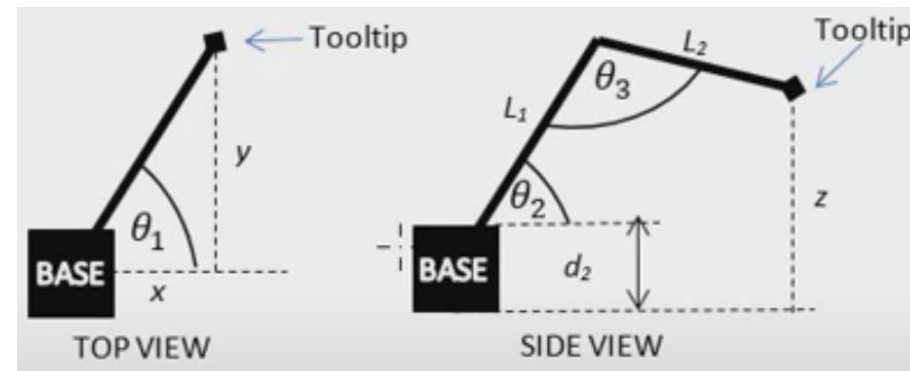 Tooltip
y
θ₁
BASE
x
TOP VIEW
Tooltip
L₂
θ₃
L₁
θ₂
z
d₂
BASE
SIDE VIEW